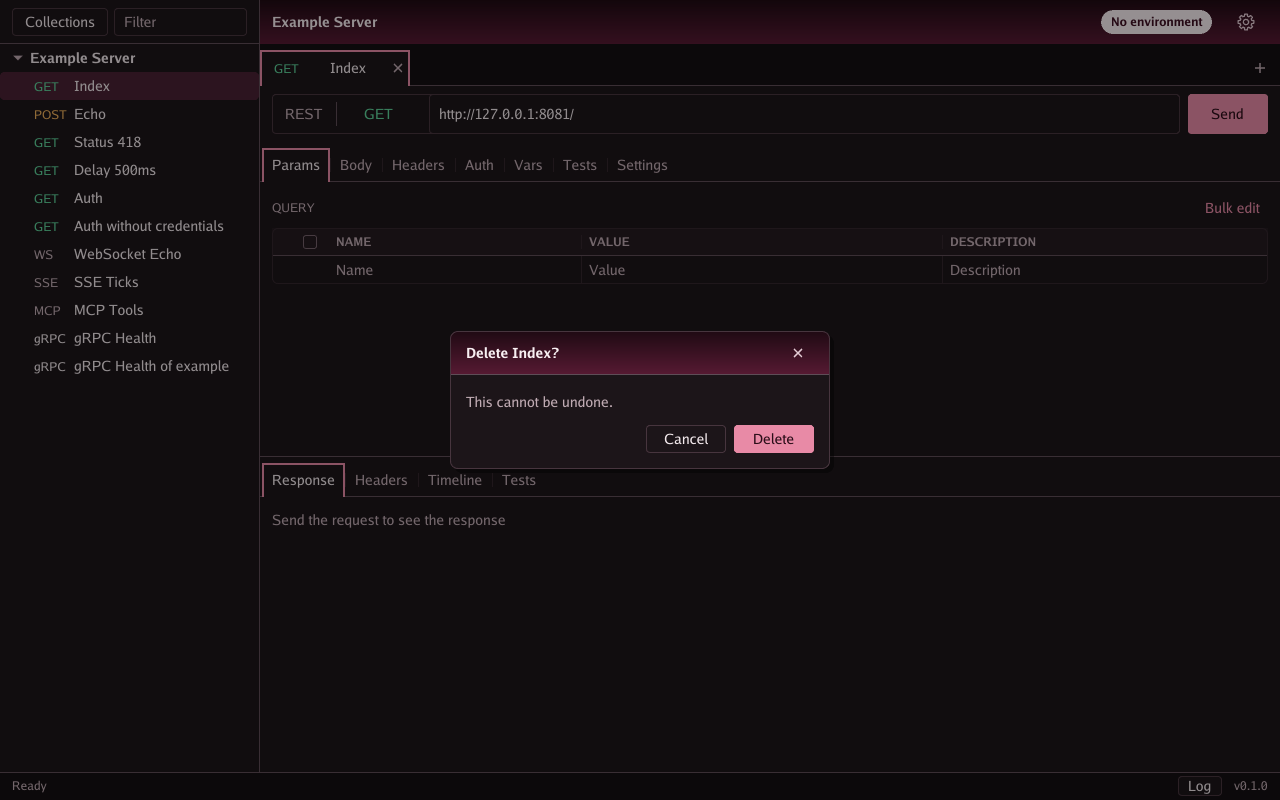 Collections
Filter
Example Server
No environment
Example Server
GET Index
POST Echo
GET Status 418
GET Delay 500ms
GET Auth
GET Auth without credentials
WS WebSocket Echo
SSE SSE Ticks
MCP MCP Tools
gRPC gRPC Health
gRPC gRPC Health of example
GET Index
REST GET http://127.0.0.1:8081/ Send
Params Body Headers Auth Vars Tests Settings
QUERY Bulk edit
NAME VALUE DESCRIPTION
Name Value Description
Delete Index?
This cannot be undone.
Cancel Delete
Response Headers Timeline Tests
Send the request to see the response
Ready Log v0.1.0